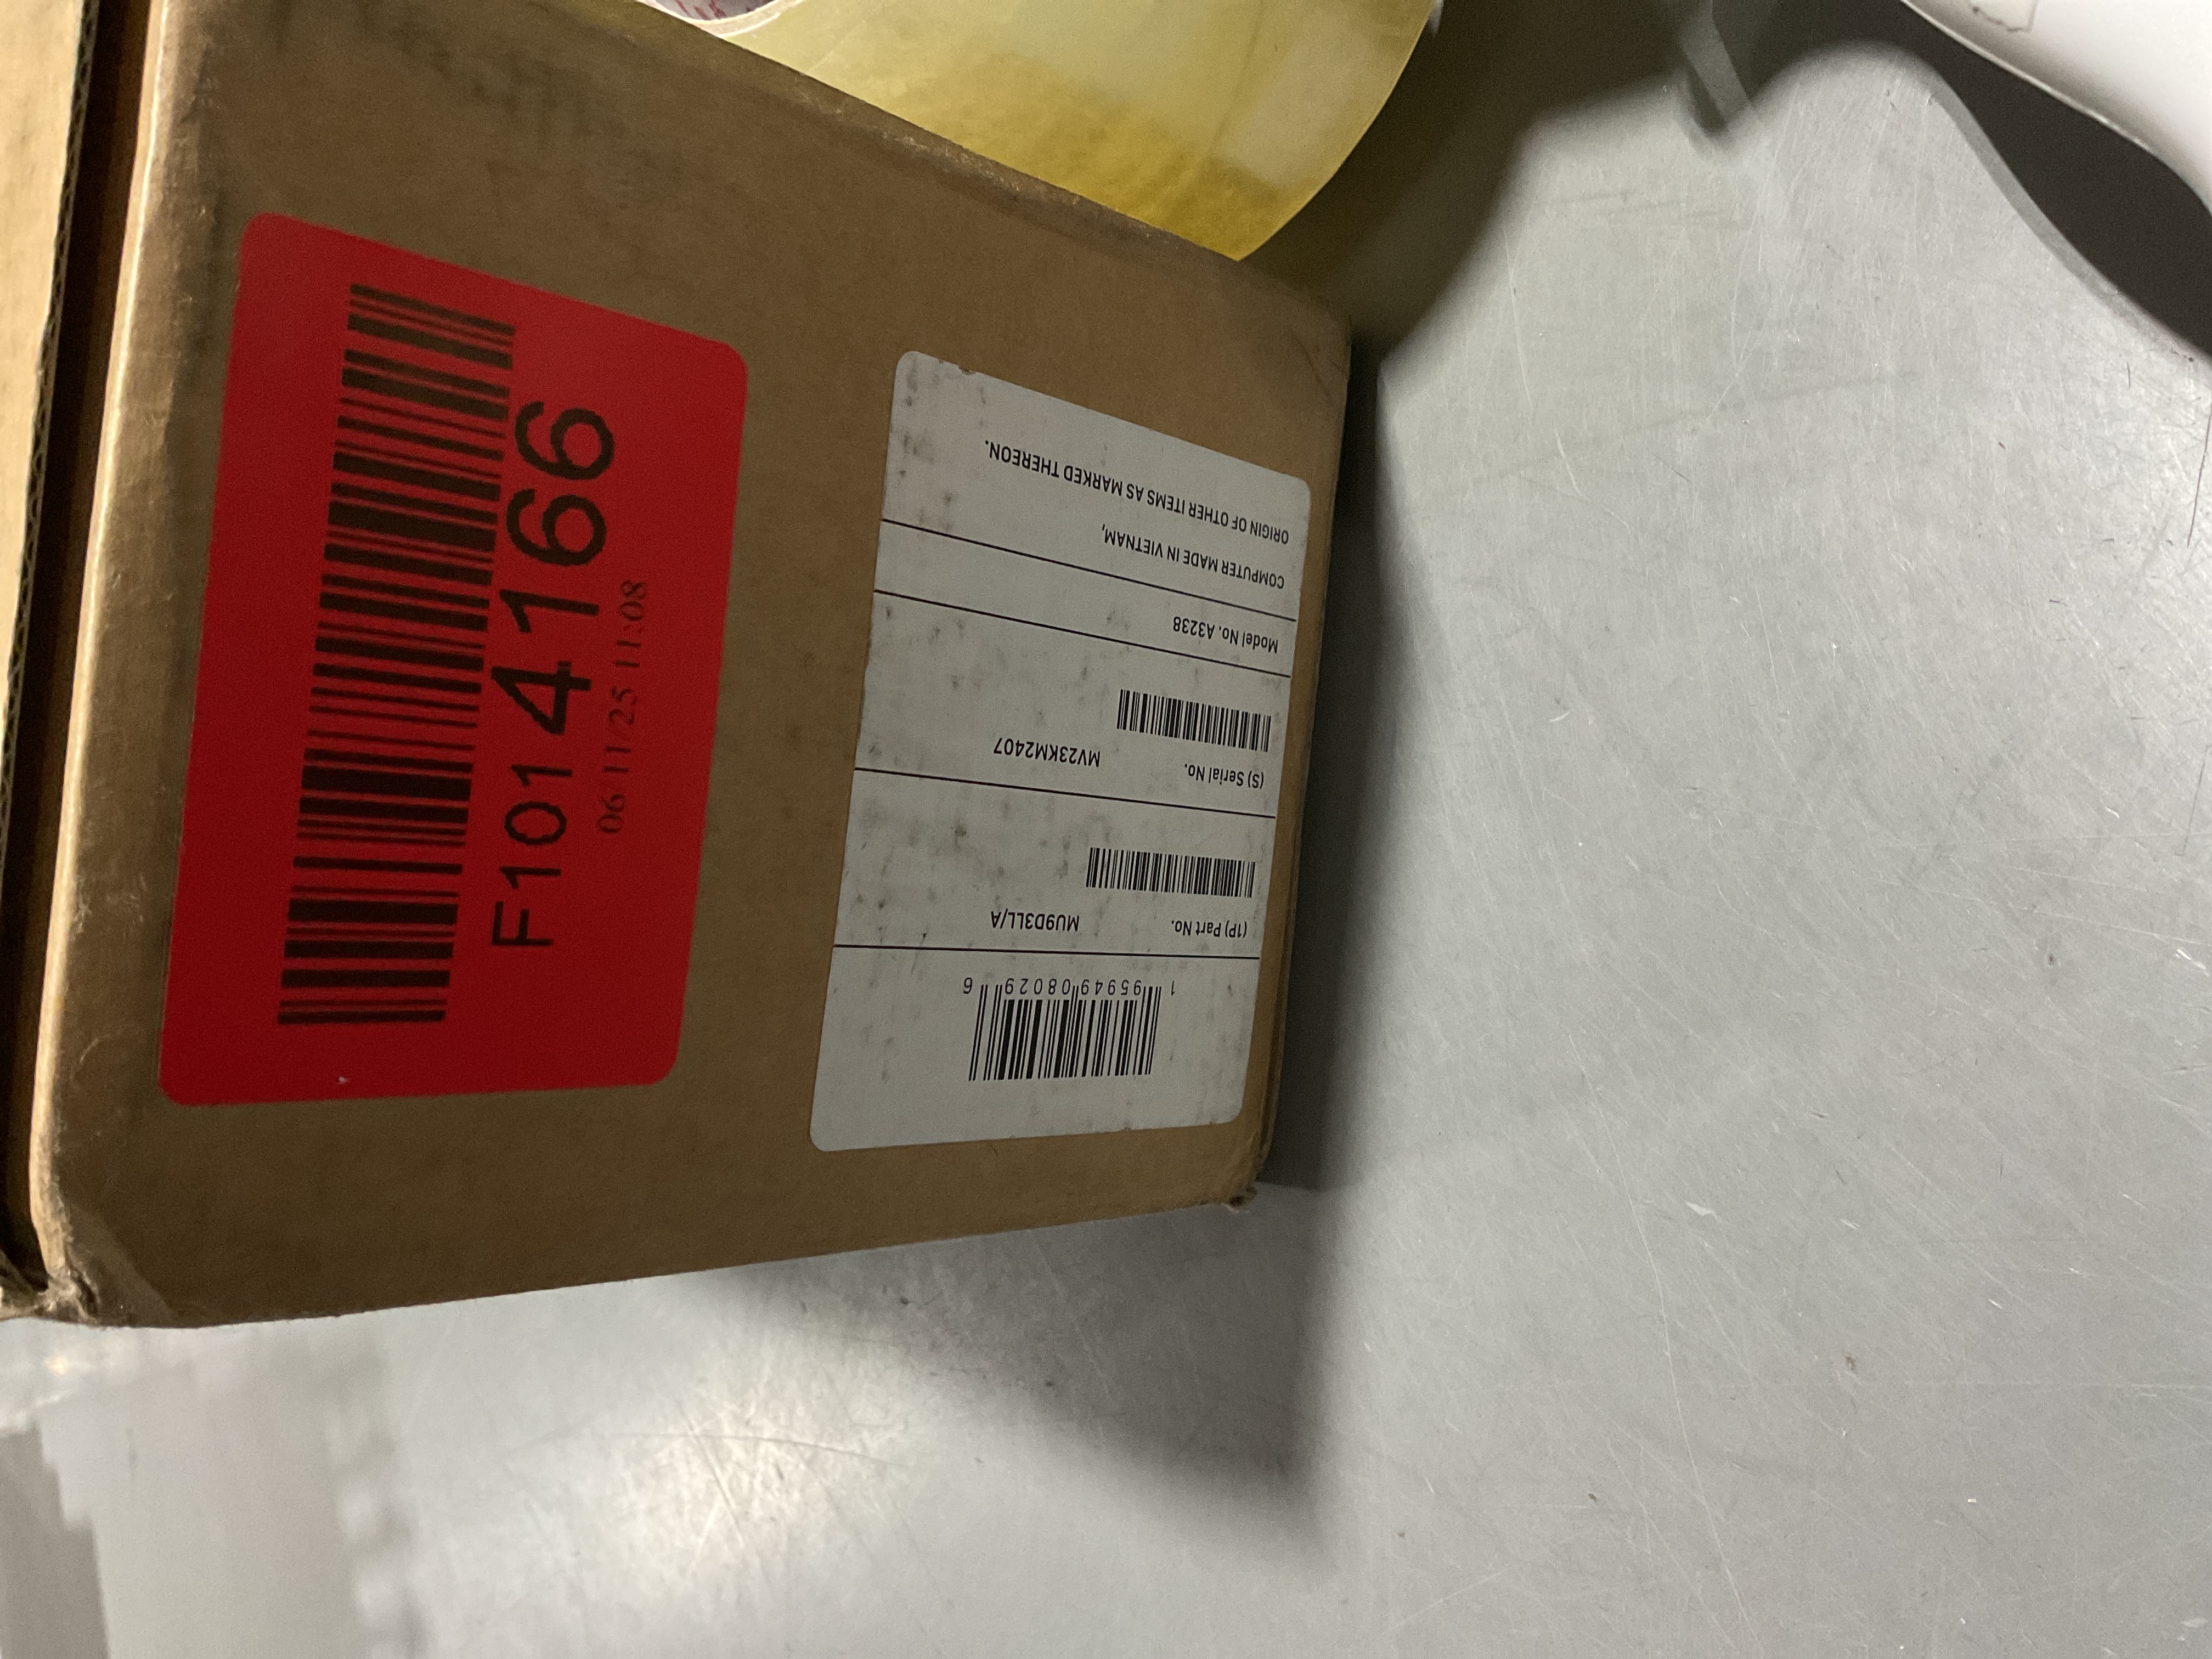 F1014166
06/11/25 11:08
1 95949 08029 6
(1P) Part No. MU9D3LL/A
(S) Serial No. MV23KM2407
Model No. A3238
COMPUTER MADE IN VIETNAM,
ORIGIN OF OTHER ITEMS AS MARKED THEREON.